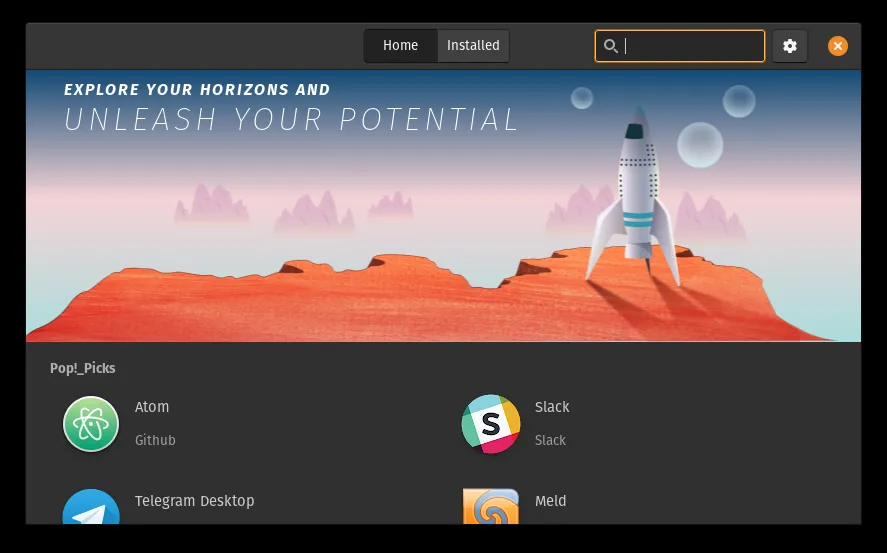 Home
Installed
EXPLORE YOUR HORIZONS AND
UNLEASH YOUR POTENTIAL
Pop!_Picks
Atom
Github
Slack
S
Slack
Telegram Desktop
Meld